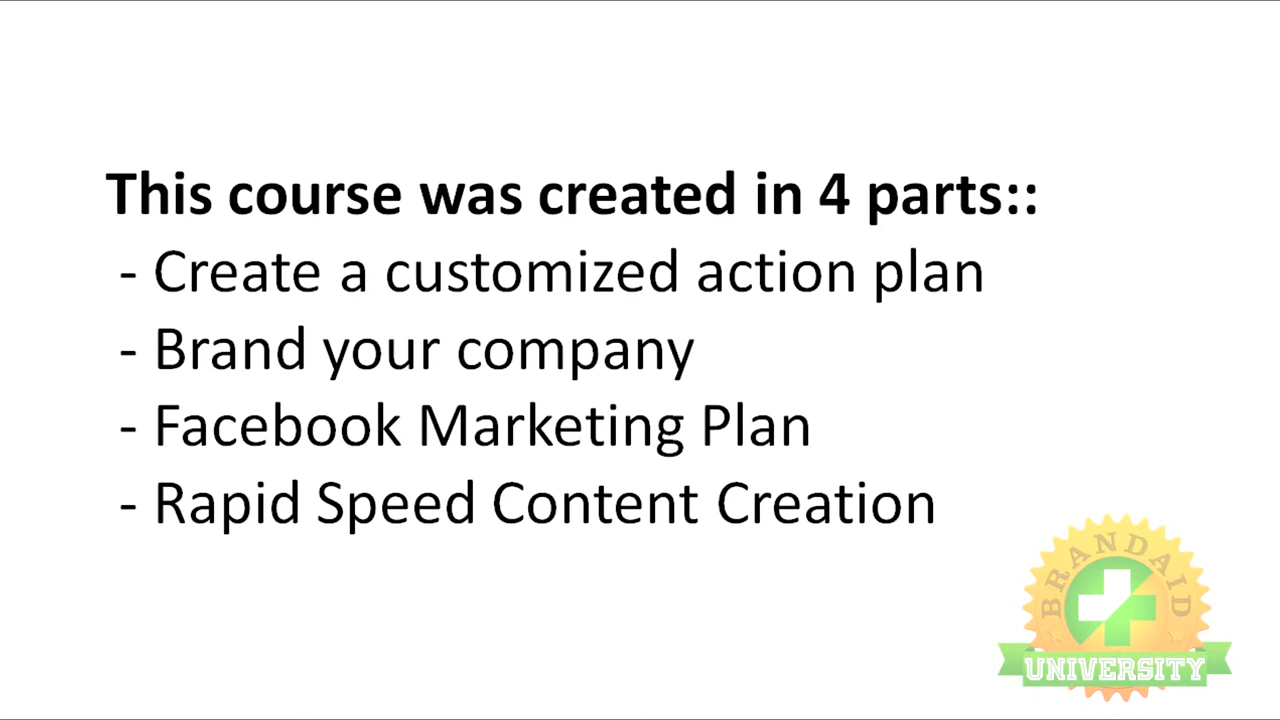 This course was created in 4 parts::
- Create a customized action plan
- Brand your company
- Facebook Marketing Plan
- Rapid Speed Content Creation
BRANDAID
UNIVERSITY